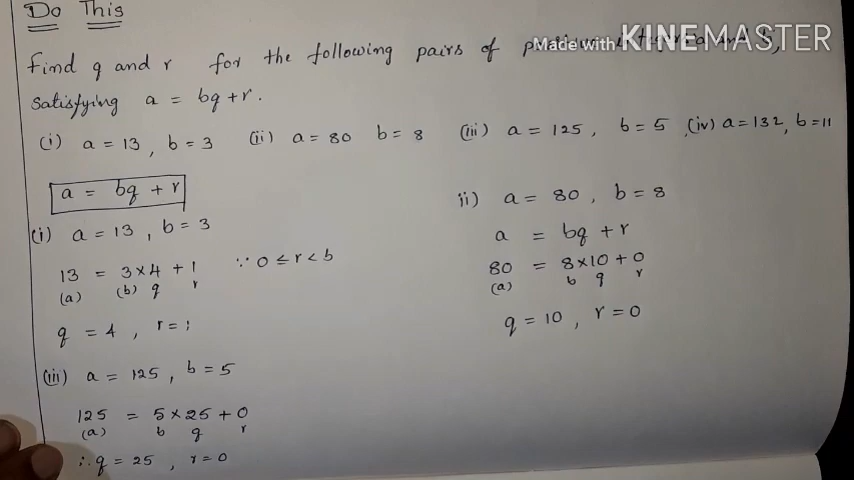 Do This
Made with KINEMASTER
Find q and r for the following pairs of
satisfying a = bq + r.
(i) a = 13, b = 3 (ii) a = 80 b = 8 (iii) a = 125, b = 5, (iv) a = 132, b = 11
a = bq + r
(i) a = 13, b = 3
13 = 3 × 4 + 1 ∵ 0 ≤ r < b
(a) (b) q r
q = 4, r = 1
(iii) a = 125, b = 5
125 = 5 × 25 + 0
(a) b q r
∴ q = 25, r = 0
ii) a = 80, b = 8
a = bq + r
80 = 8 × 10 + 0
(a) b q r
q = 10, r = 0